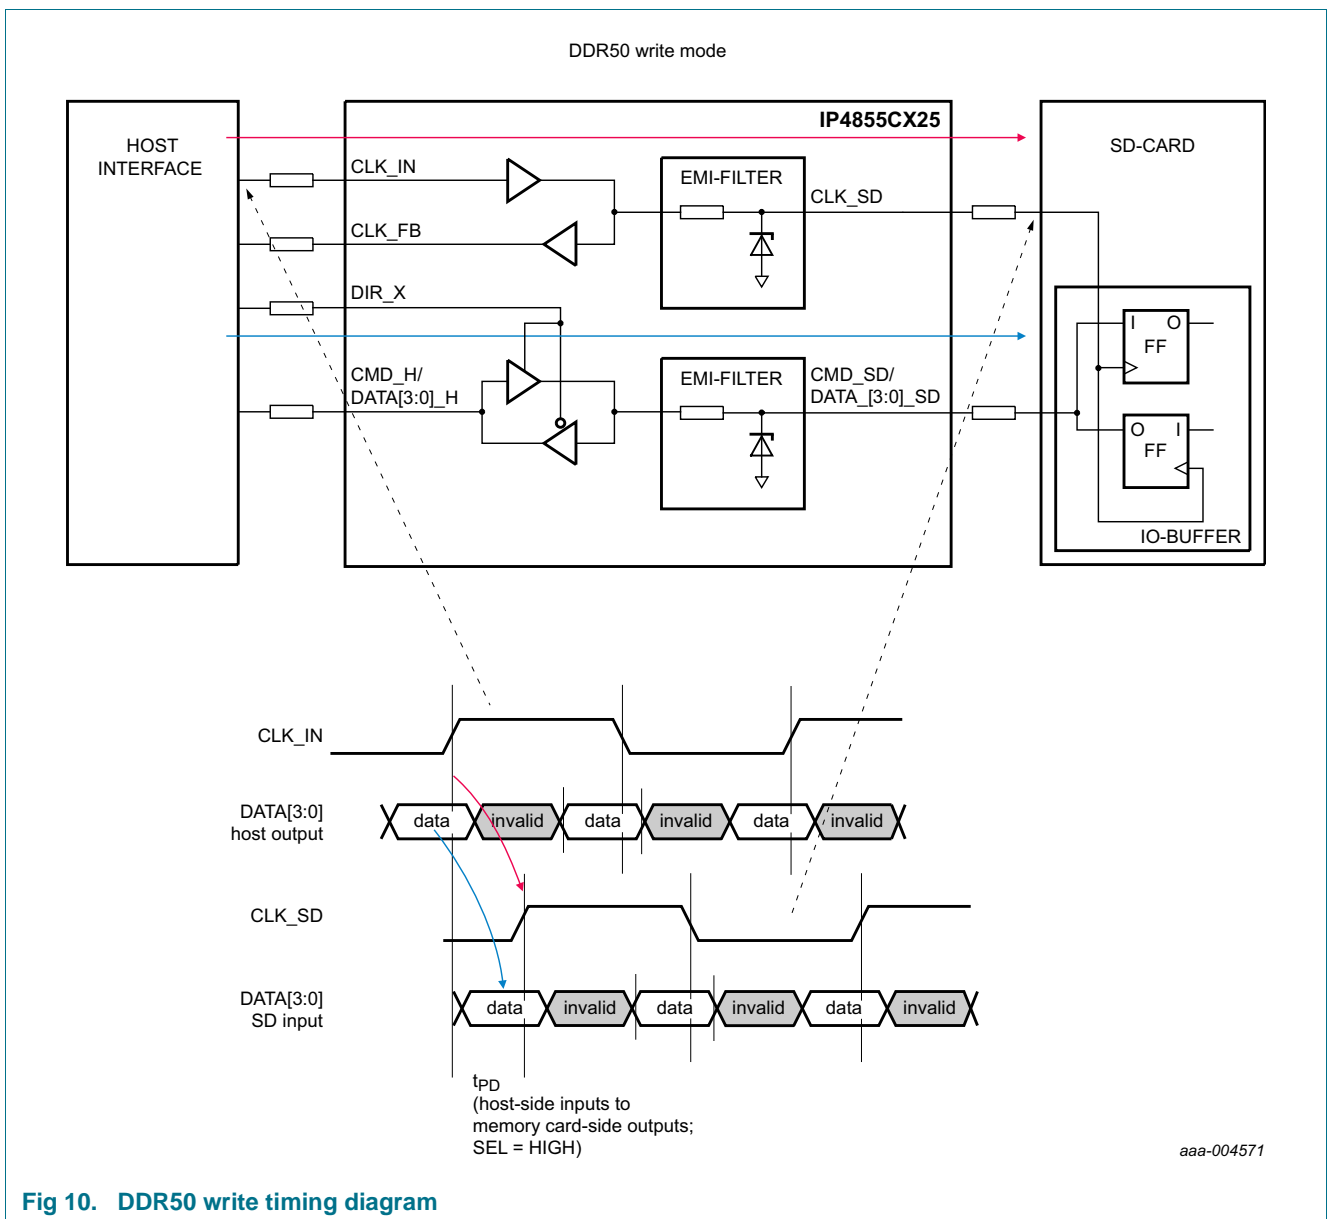 DDR50 write mode
HOST
INTERFACE
IP4855CX25
SD-CARD
CLK_IN
EMI-FILTER
CLK_SD
CLK_FB
DIR_X
I O
FF
CMD_H/
DATA[3:0]_H
EMI-FILTER
CMD_SD/
DATA_[3:0]_SD
O I
FF
IO-BUFFER
CLK_IN
DATA[3:0]
host output
data invalid data invalid data invalid
CLK_SD
DATA[3:0]
SD input
data invalid data invalid data invalid
tPD
(host-side inputs to
memory card-side outputs;
SEL = HIGH)
aaa-004571
Fig 10. DDR50 write timing diagram